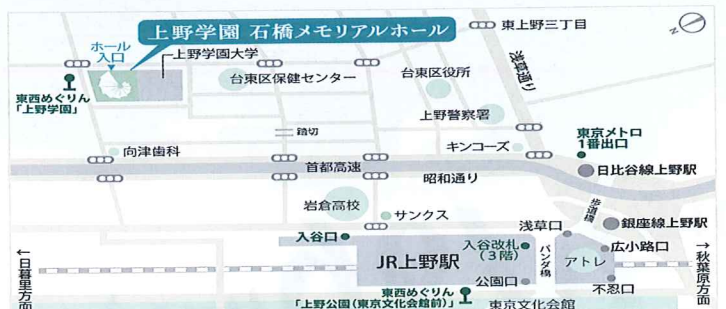 上野学園 石橋メモリアルホール
東上野三丁目
N
ホール
入口
上野学園大学
台東区保健センター
台東区役所
浅草通り
東西めぐりん
「上野学園」
上野警察署
踏切
東京メトロ
1番出口
向津歯科
キンコーズ
首都高速
昭和通り
日比谷線上野駅
岩倉高校
サンクス
歩道橋
銀座線上野駅
浅草口
入谷口
入谷改札
(3階)
JR上野駅
パンダ橋
アトレ
広小路口
←日暮里方面
→秋葉原方面
公園口
不忍口
東西めぐりん
「上野公園(東京文化会館前)」
東京文化会館